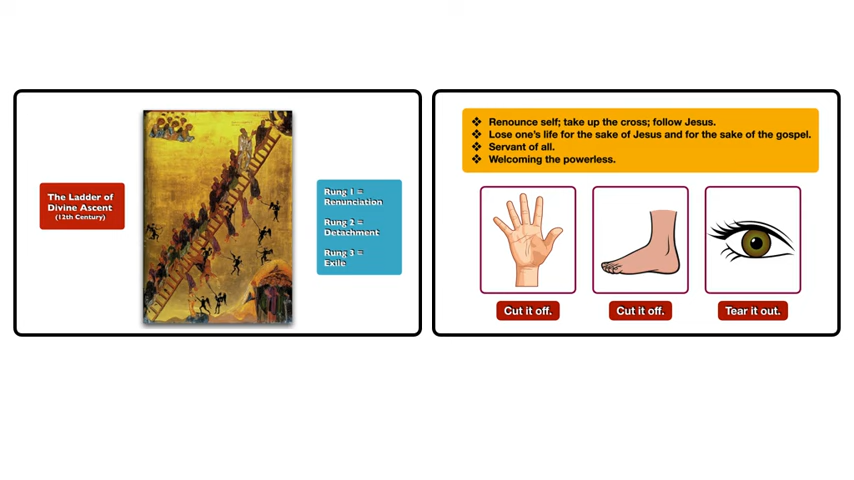 The Ladder of
Divine Ascent
(12th Century)
Rung 1 =
Renunciation
Rung 2 =
Detachment
Rung 3 =
Exile
❖ Renounce self; take up the cross; follow Jesus.
❖ Lose one's life for the sake of Jesus and for the sake of the gospel.
❖ Servant of all.
❖ Welcoming the powerless.
Cut it off.
Cut it off.
Tear it out.